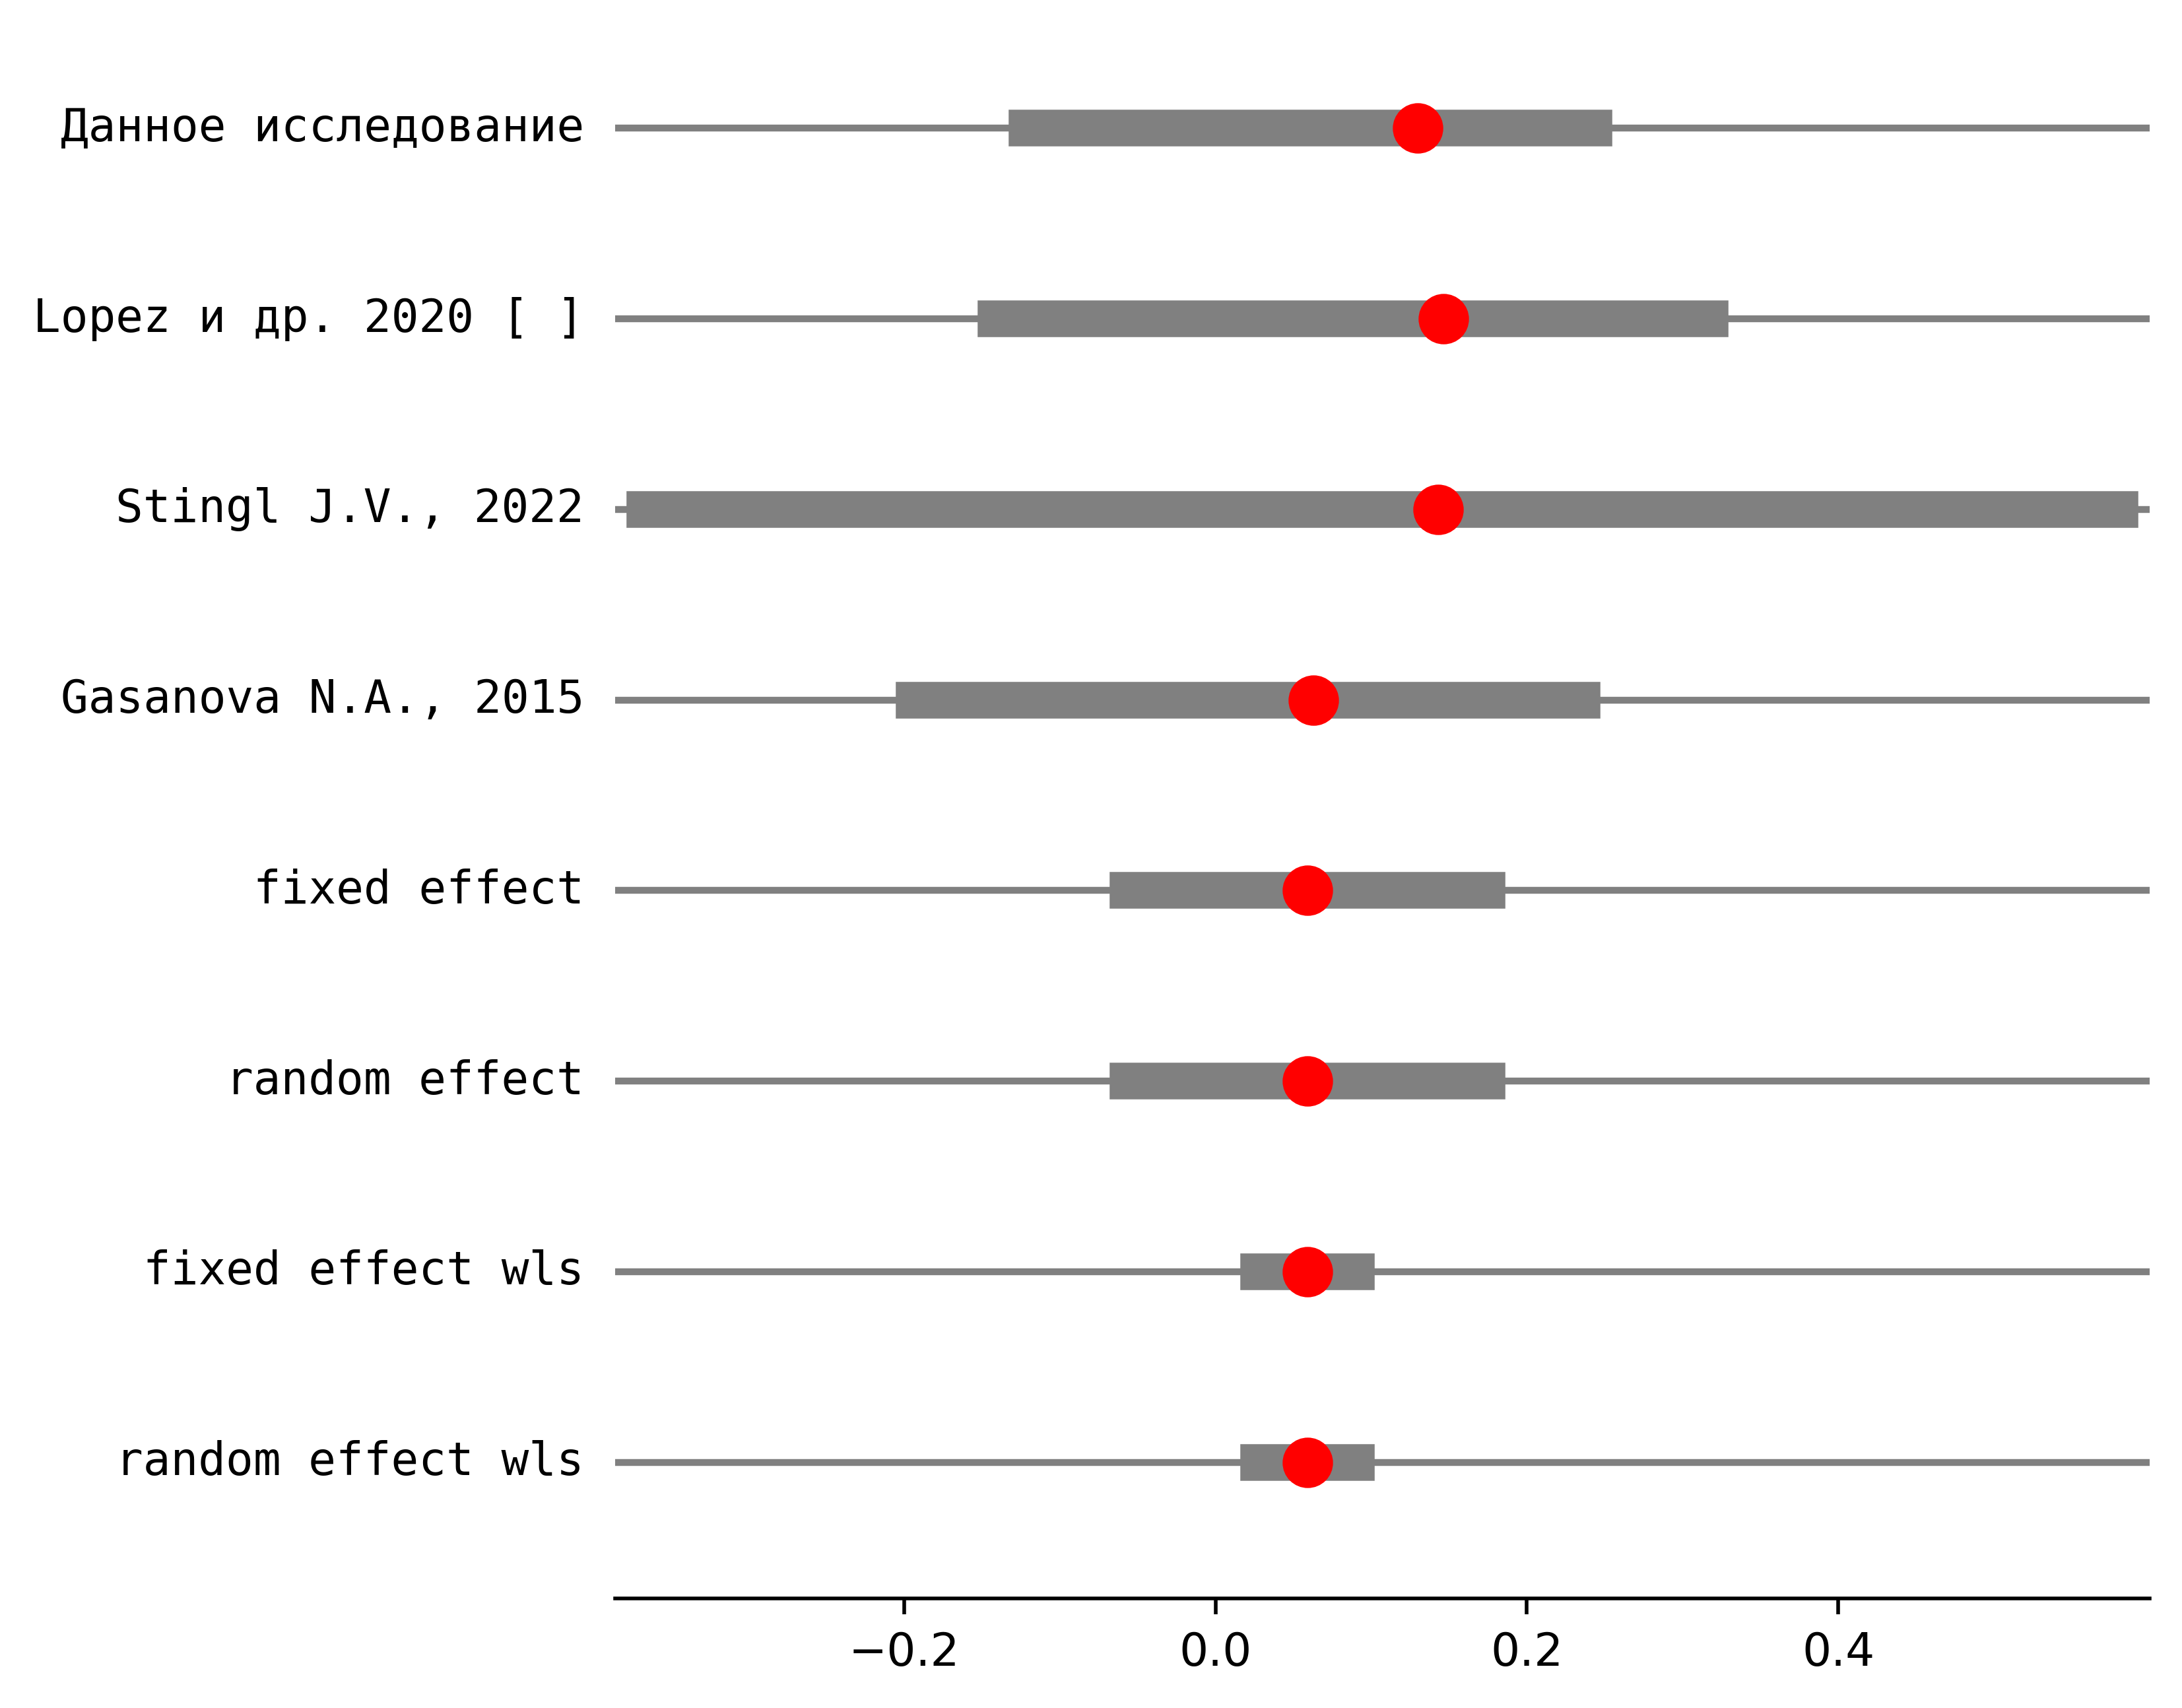 Данное исследование
Lopez и др. 2020 [ ]
Stingl J.V., 2022
Gasanova N.A., 2015
fixed effect
random effect
fixed effect wls
random effect wls
−0.2 0.0 0.2 0.4